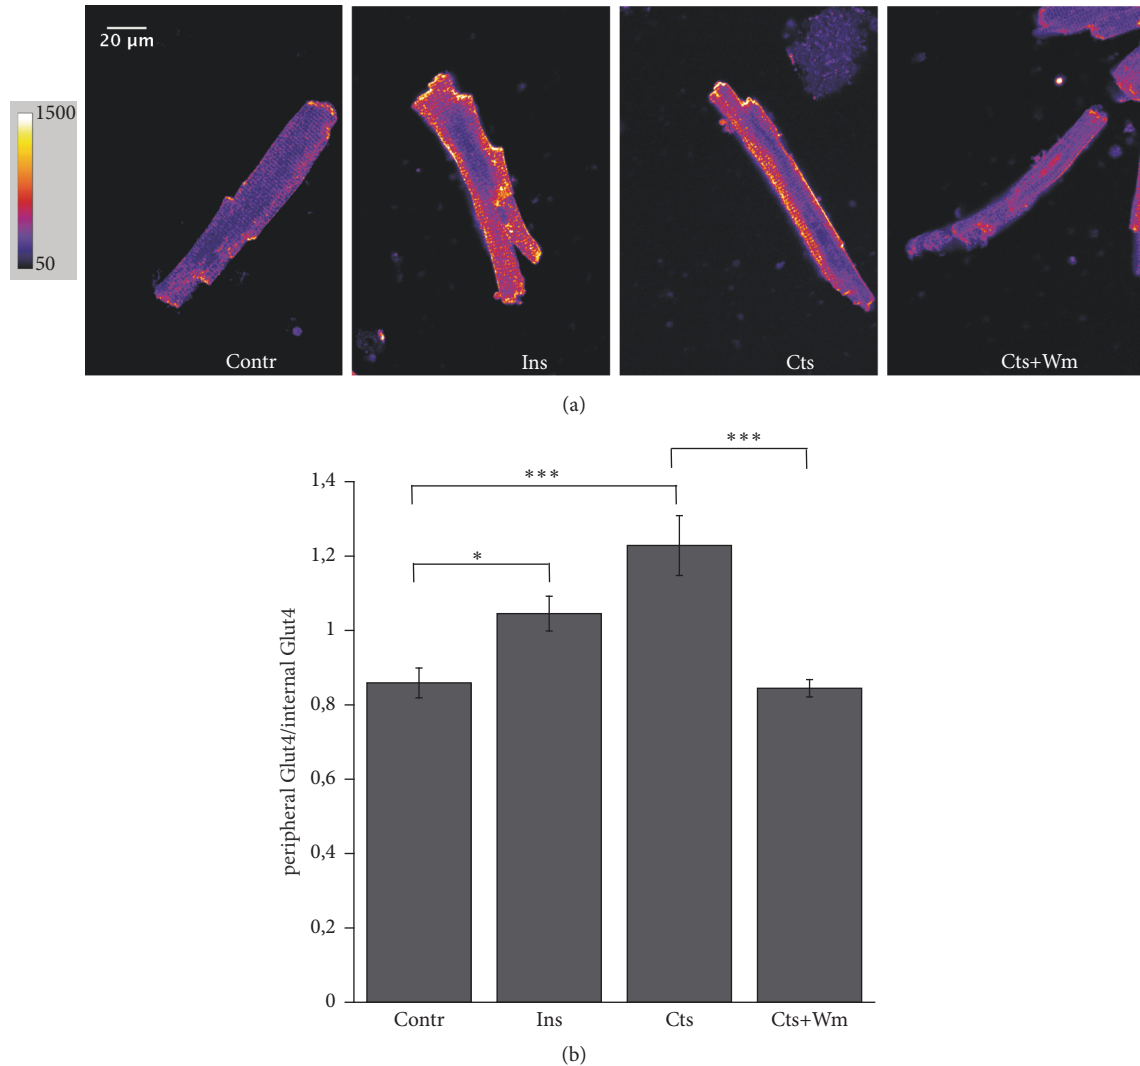 20 µm
1500
50
Contr
Ins
Cts
Cts+Wm
(a)
***
***
*
1,4
1,2
1
0,8
0,6
0,4
0,2
0
peripheral Glut4/internal Glut4
Contr
Ins
Cts
Cts+Wm
(b)